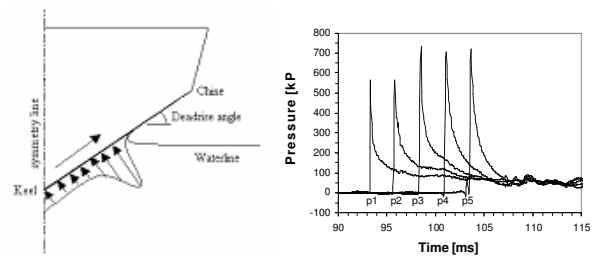 symmetry line
Chine
Deadrise angle
Waterline
Keel
Pressure [kP
800
700
600
500
400
300
200
100
0
-100
p1 p2 p3 p4 p5
90 95 100 105 110 115
Time [ms]